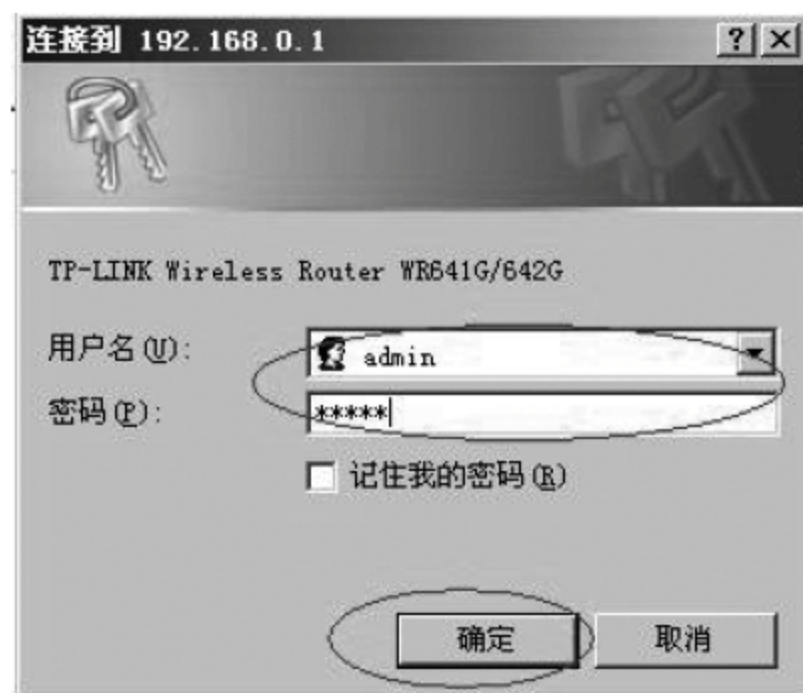 连接到 192.168.0.1
TP-LINK Wireless Router WR641G/642G
用户名(U):
admin
密码(P):
*****
记住我的密码(R)
确定
取消